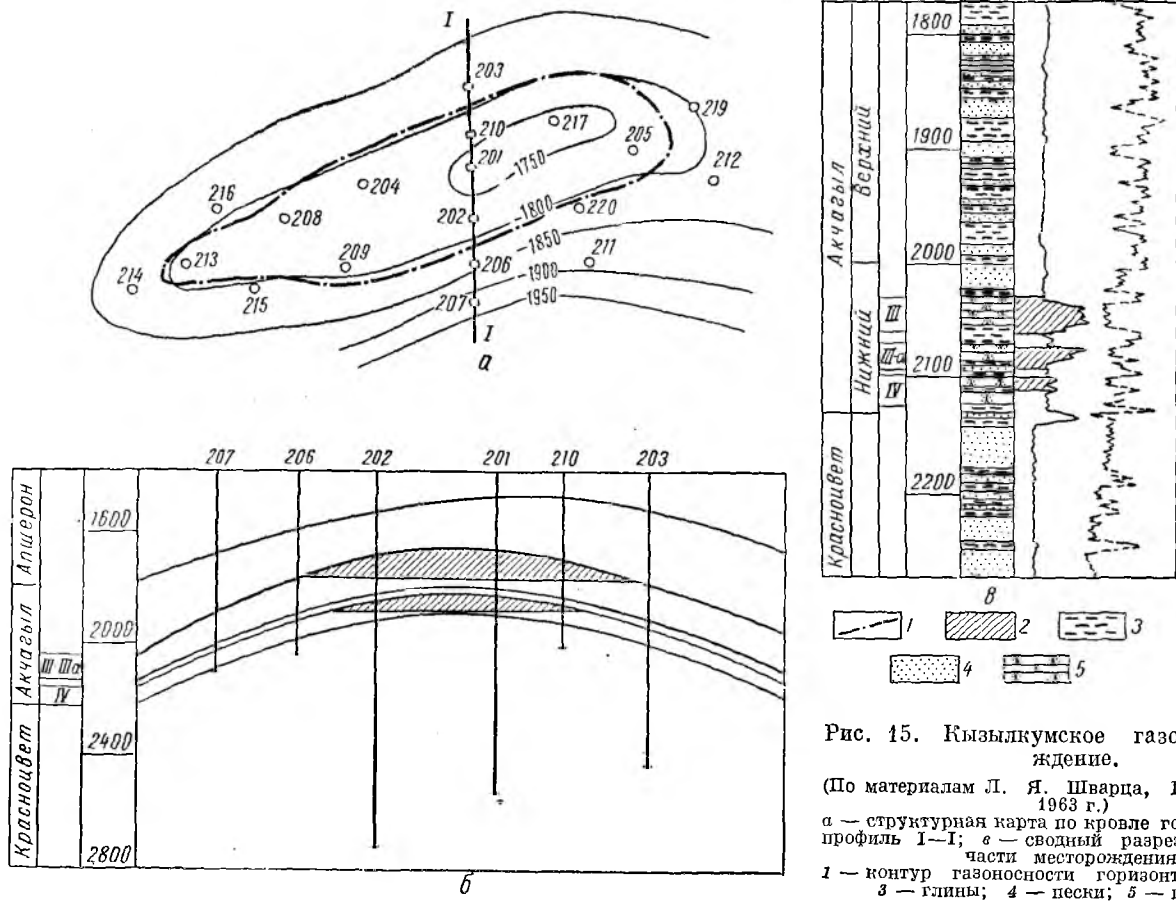 I
203
219
210
217
201
205
212
1750
204
216
202
1800
220
208
1850
213
209
206
211
214
1900
215
207
1950
I
а
207 206 202 201 210 203
Апшерон
1600
Акчагыл
2000
III IIIа
IV
Красноцвет
2400
2800
б
1800
Верхний
1900
Акчагыл
2000
Нижний
III
III-а
2100
IV
Красноцвет
2200
в
1 2 3
4 5
Рис. 15. Кызылкумское газо
ждение.
(По материалам Л. Я. Шварца,
1963 г.)
а — структурная карта по кровле го
профиль I—I; в — сводный разре
части месторождения
1 — контур газоносности горизонт
3 — глины; 4 — пески; 5 —